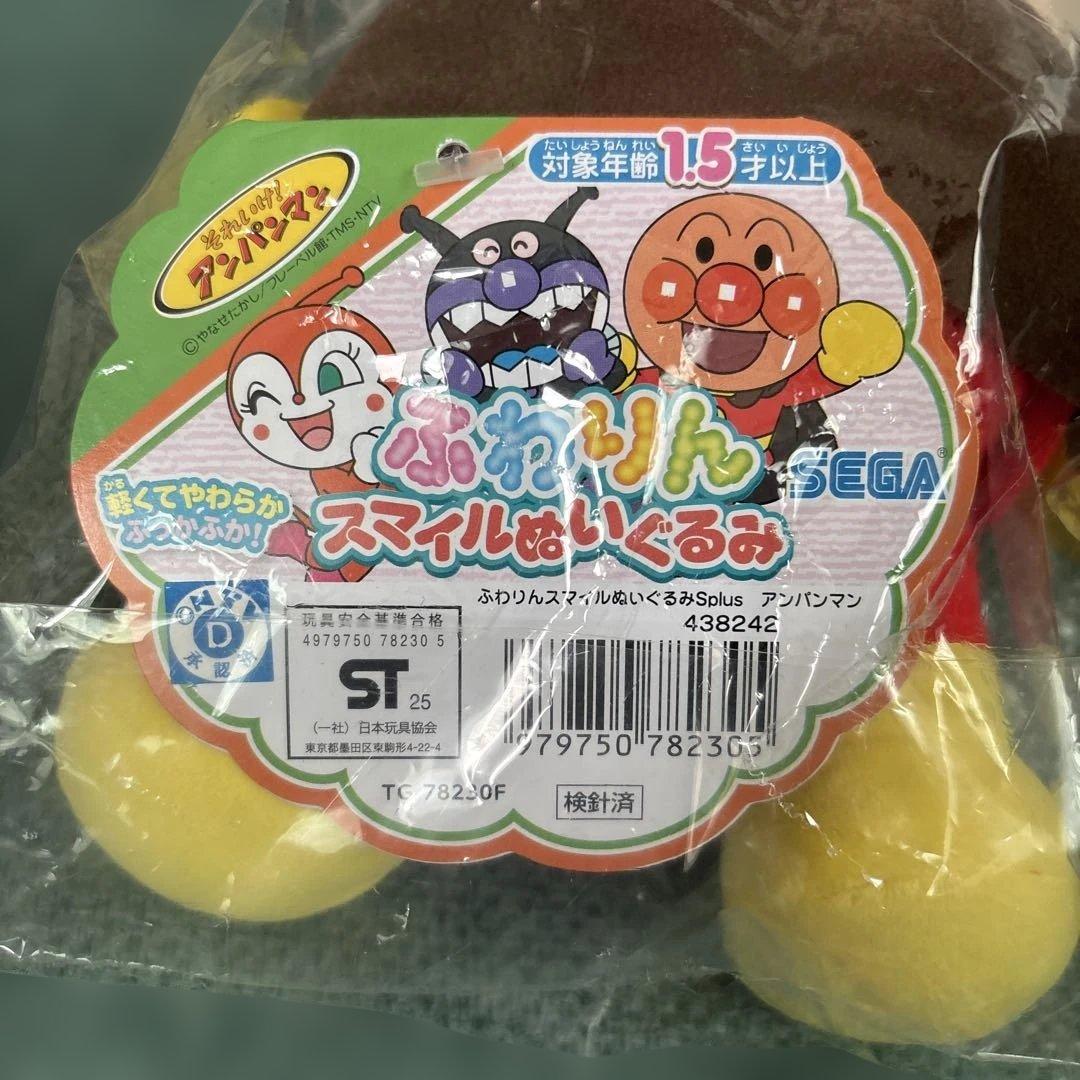 たいしょうねんれい さいいじょう
対象年齢 1.5才以上
それいけ!
アンパンマン
©やなせたかし/フレーベル館・TMS・NTV
ふわりん
SEGA®
スマイルぬいぐるみ
かる
軽くてやわらか
ふっかふか!
ふわりんスマイルぬいぐるみSplus アンパンマン
438242
D
承認
玩具安全基準合格
4979750 78230 5
ST 25
(一社)日本玩具協会
東京都墨田区東駒形4-22-4
979750 782305
TG 78230F
検針済